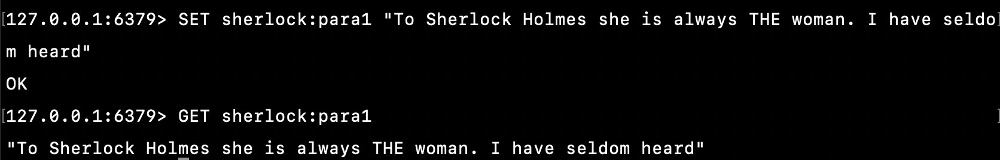 [127.0.0.1:6379> SET sherlock:para1 "To Sherlock Holmes she is always THE woman. I have seldo]
m heard"
OK
[127.0.0.1:6379> GET sherlock:para1 ]
"To Sherlock Holmes she is always THE woman. I have seldom heard"